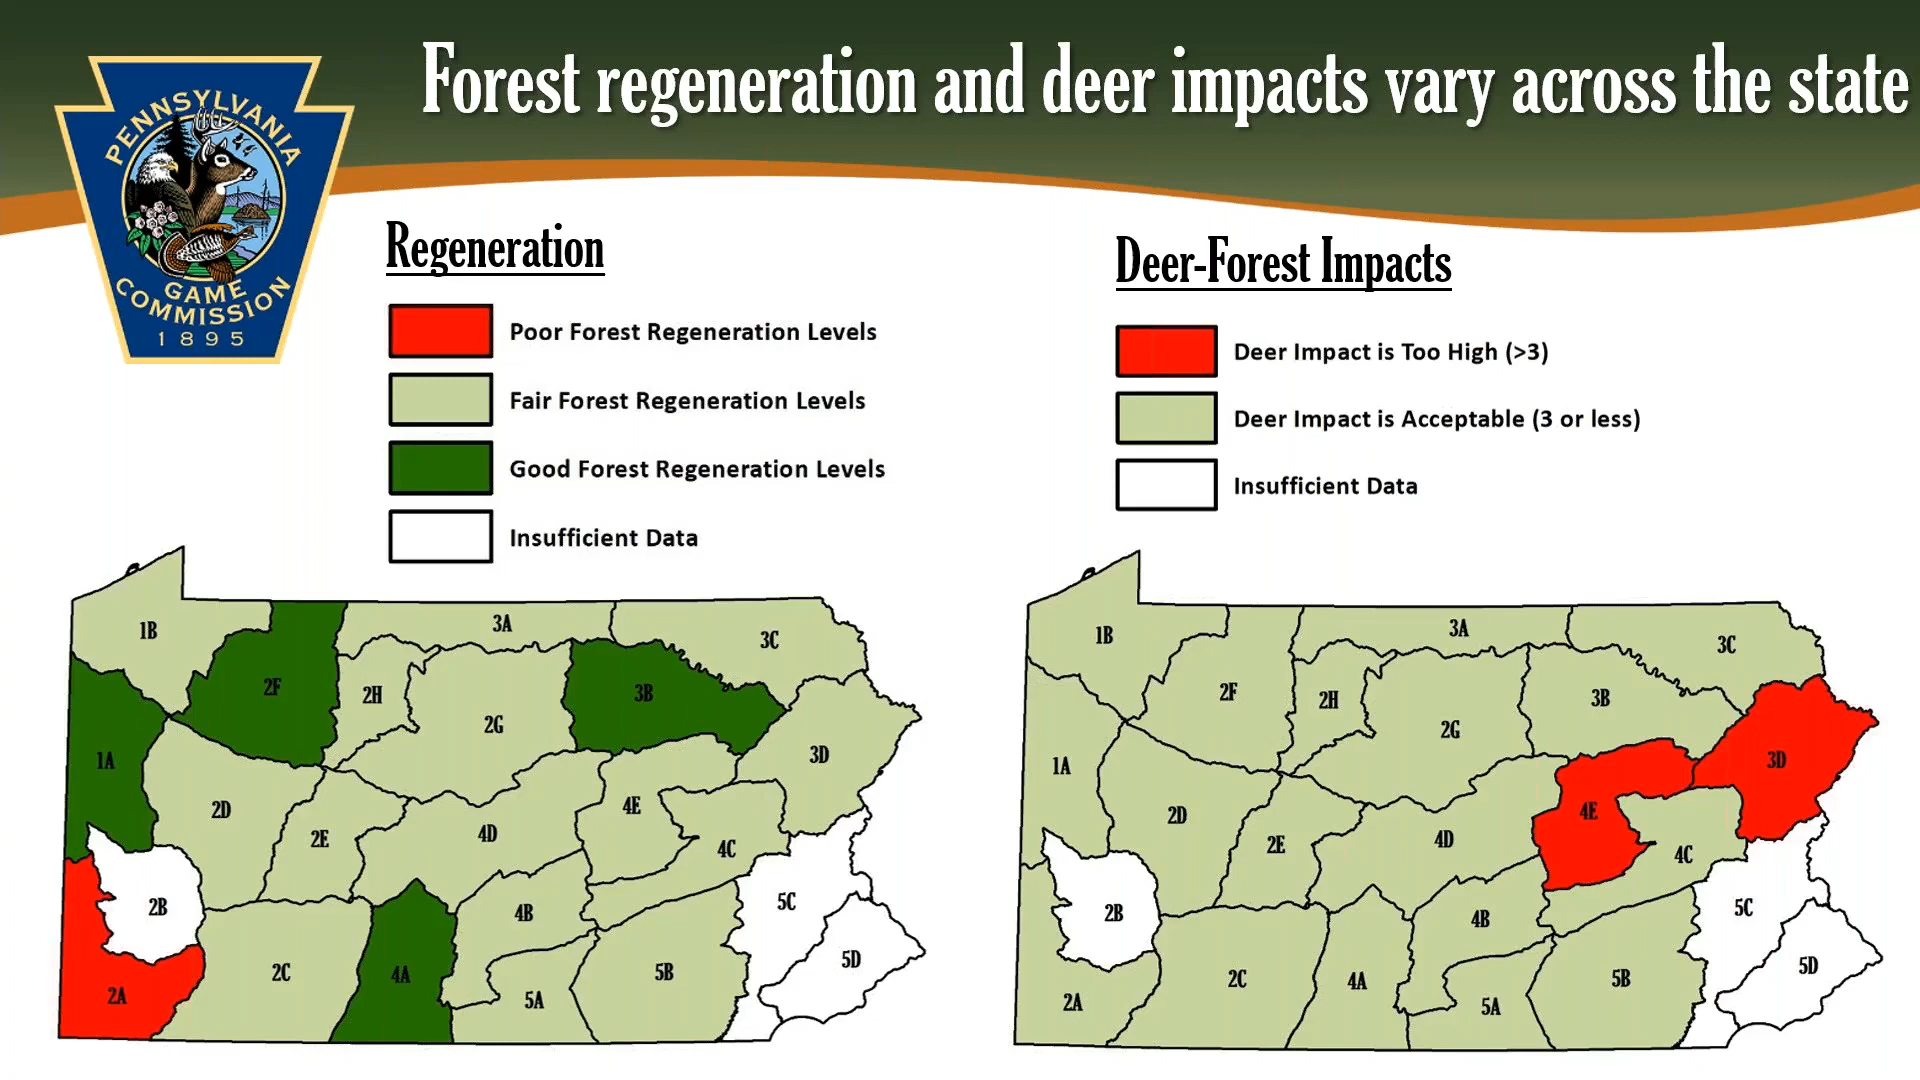 Forest regeneration and deer impacts vary across the state
PENNSYLVANIA
GAME
COMMISSION
1895
Regeneration
Poor Forest Regeneration Levels
Fair Forest Regeneration Levels
Good Forest Regeneration Levels
Insufficient Data
Deer-Forest Impacts
Deer Impact is Too High (>3)
Deer Impact is Acceptable (3 or less)
Insufficient Data
1B
3A
3C
2F
2H
3B
2G
1A
3D
2D
2E
4E
4D
4C
2B
4B
5C
2A
2C
4A
5A
5B
5D
1B
3A
3C
2F
2H
3B
2G
1A
3D
2D
2E
4E
4D
4C
2B
4B
5C
2A
2C
4A
5A
5B
5D